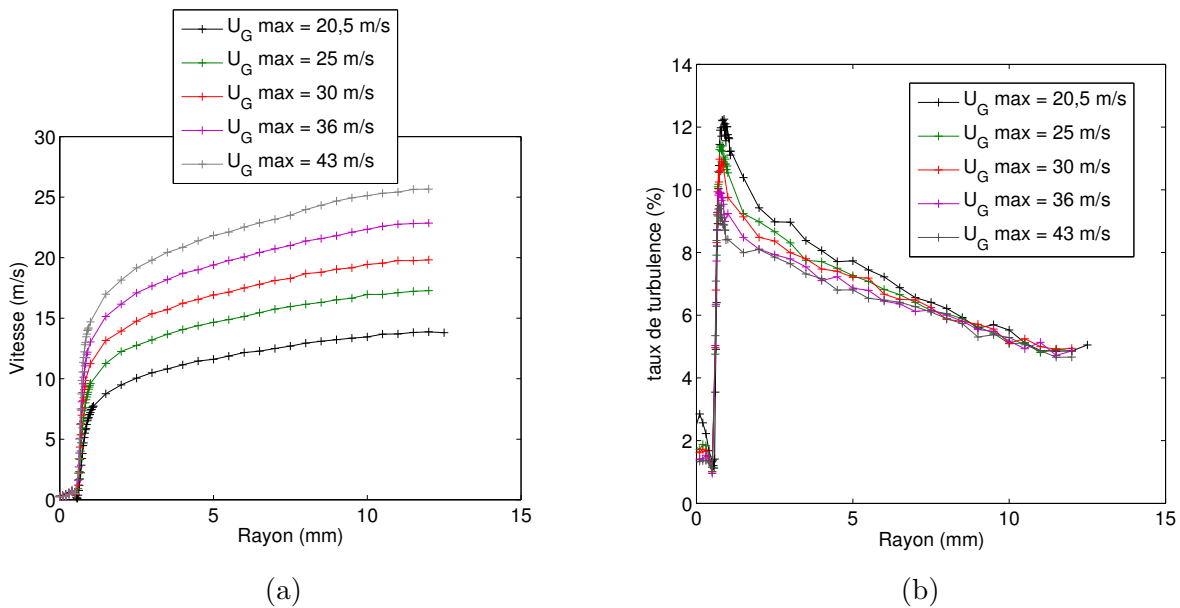 U_G max = 20,5 m/s
U_G max = 25 m/s
U_G max = 30 m/s
U_G max = 36 m/s
U_G max = 43 m/s
30
25
20
15
10
5
0
Vitesse (m/s)
0 5 10 15
Rayon (mm)
(a)
U_G max = 20,5 m/s
U_G max = 25 m/s
U_G max = 30 m/s
U_G max = 36 m/s
U_G max = 43 m/s
14
12
10
8
6
4
2
0
taux de turbulence (%)
0 5 10 15
Rayon (mm)
(b)